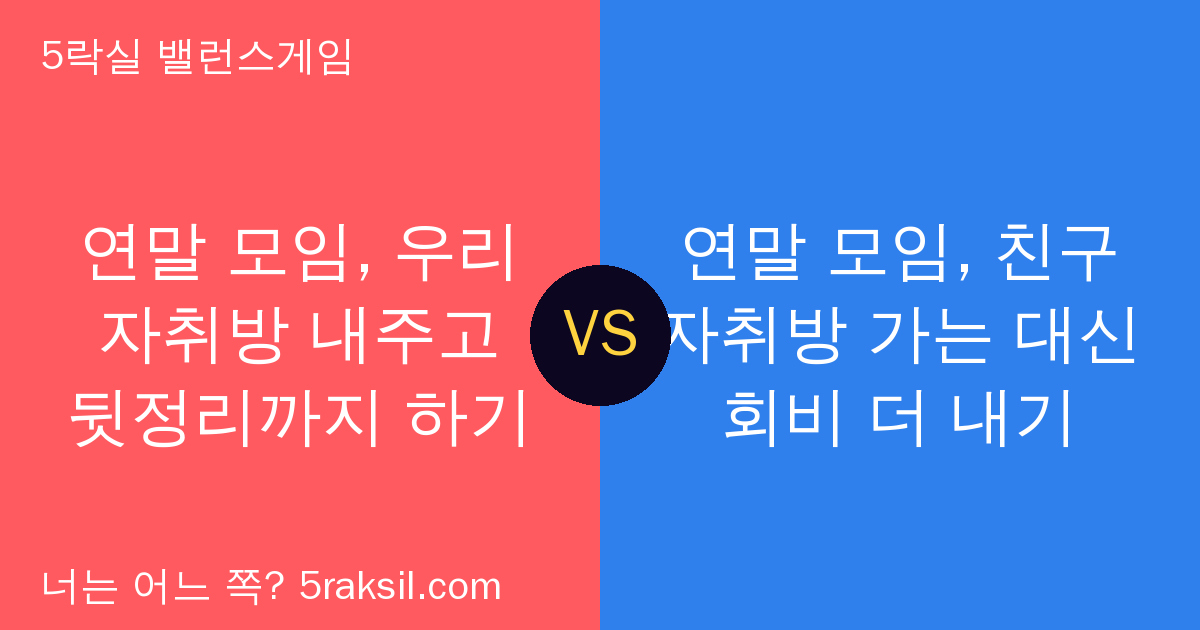 5락실 밸런스게임
연말 모임, 우리
자취방 내주고
뒷정리까지 하기
VS
연말 모임, 친구
자취방 가는 대신
회비 더 내기
너는 어느 쪽? 5raksil.com